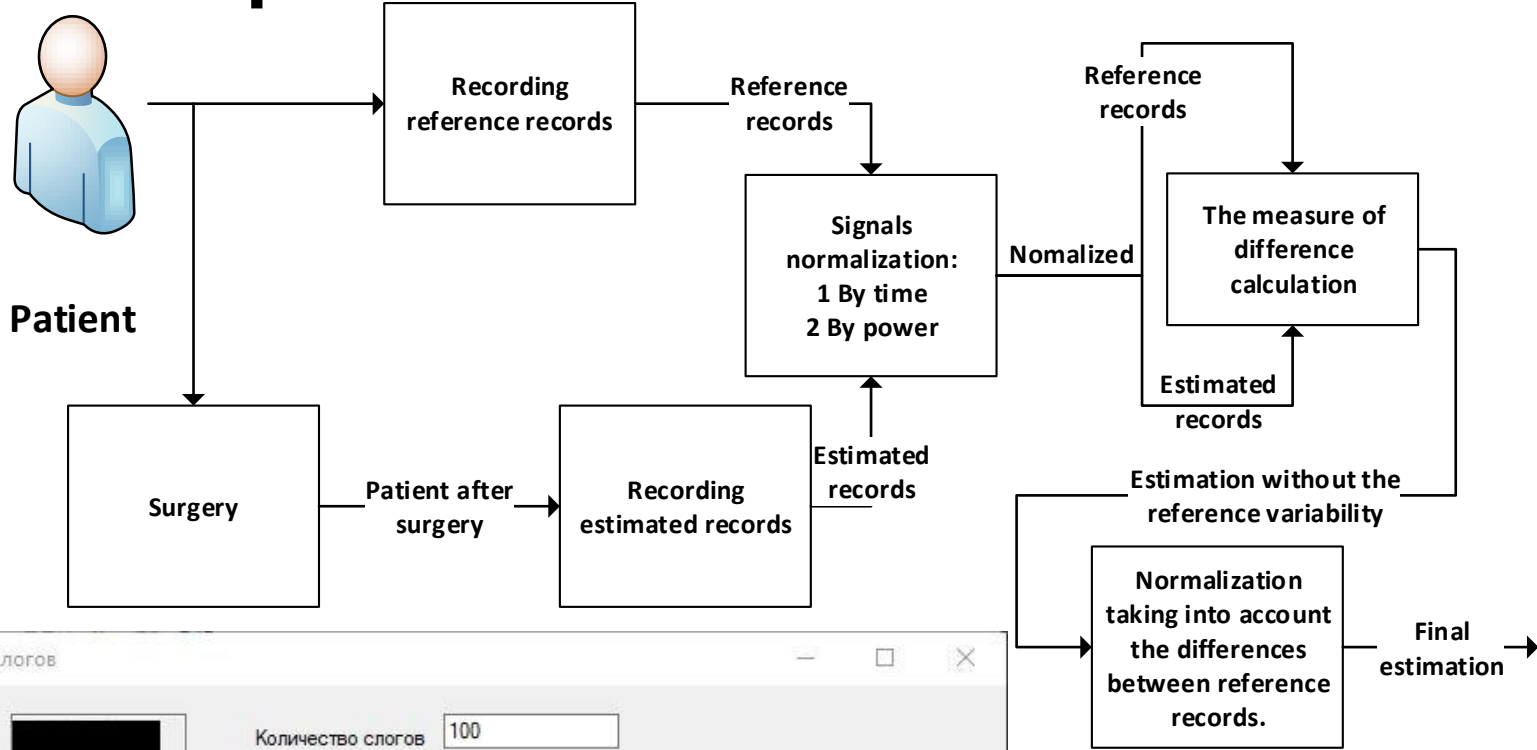 Patient
Recording
reference records
Reference
records
Signals
normalization:
1 By time
2 By power
Nomalized
Reference
records
The measure of
difference
calculation
Estimated
records
Surgery
Patient after
surgery
Recording
estimated records
Estimated
records
Estimation without the
reference variability
Normalization
taking into account
the differences
between reference
records.
Final
estimation
логов
Количество слогов 100